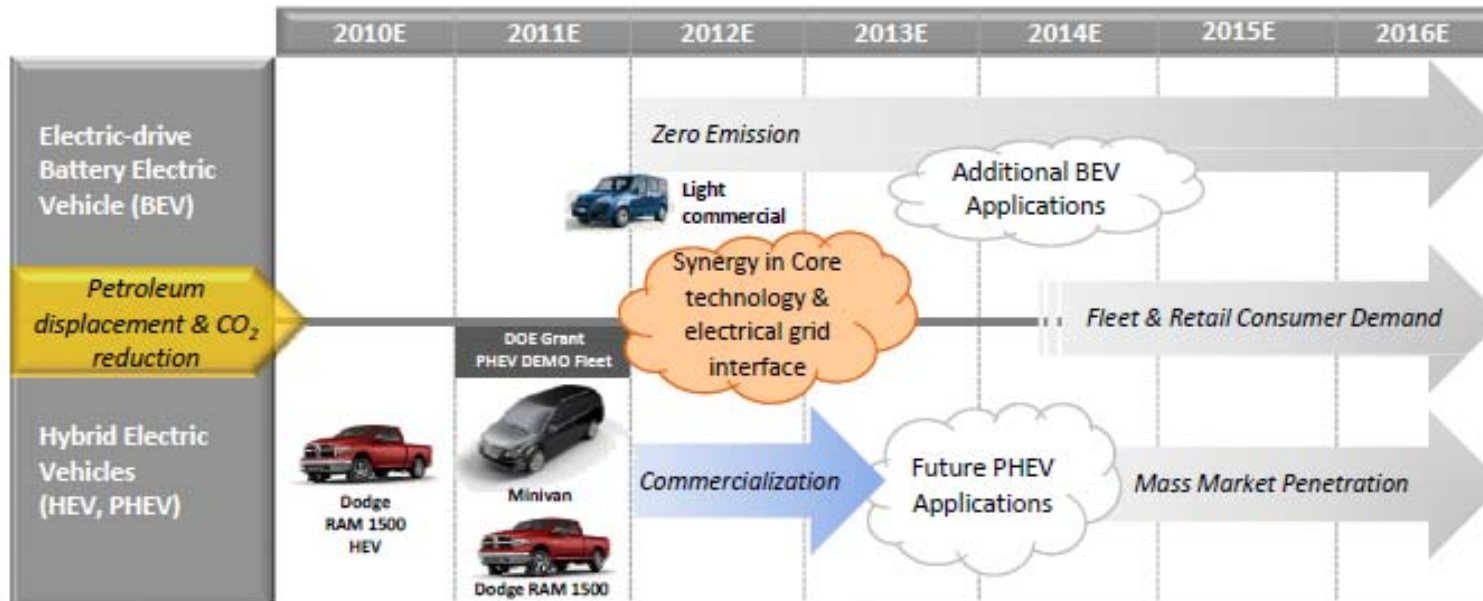 2010E 2011E 2012E 2013E 2014E 2015E 2016E
Electric-drive
Battery Electric
Vehicle (BEV)
Zero Emission
Light
commercial
Additional BEV
Applications
Petroleum
displacement & CO₂
reduction
Synergy in Core
technology &
electrical grid
interface
Fleet & Retail Consumer Demand
DOE Grant
PHEV DEMO Fleet
Hybrid Electric
Vehicles
(HEV, PHEV)
Dodge
RAM 1500
HEV
Minivan
Dodge RAM 1500
Commercialization
Future PHEV
Applications
Mass Market Penetration